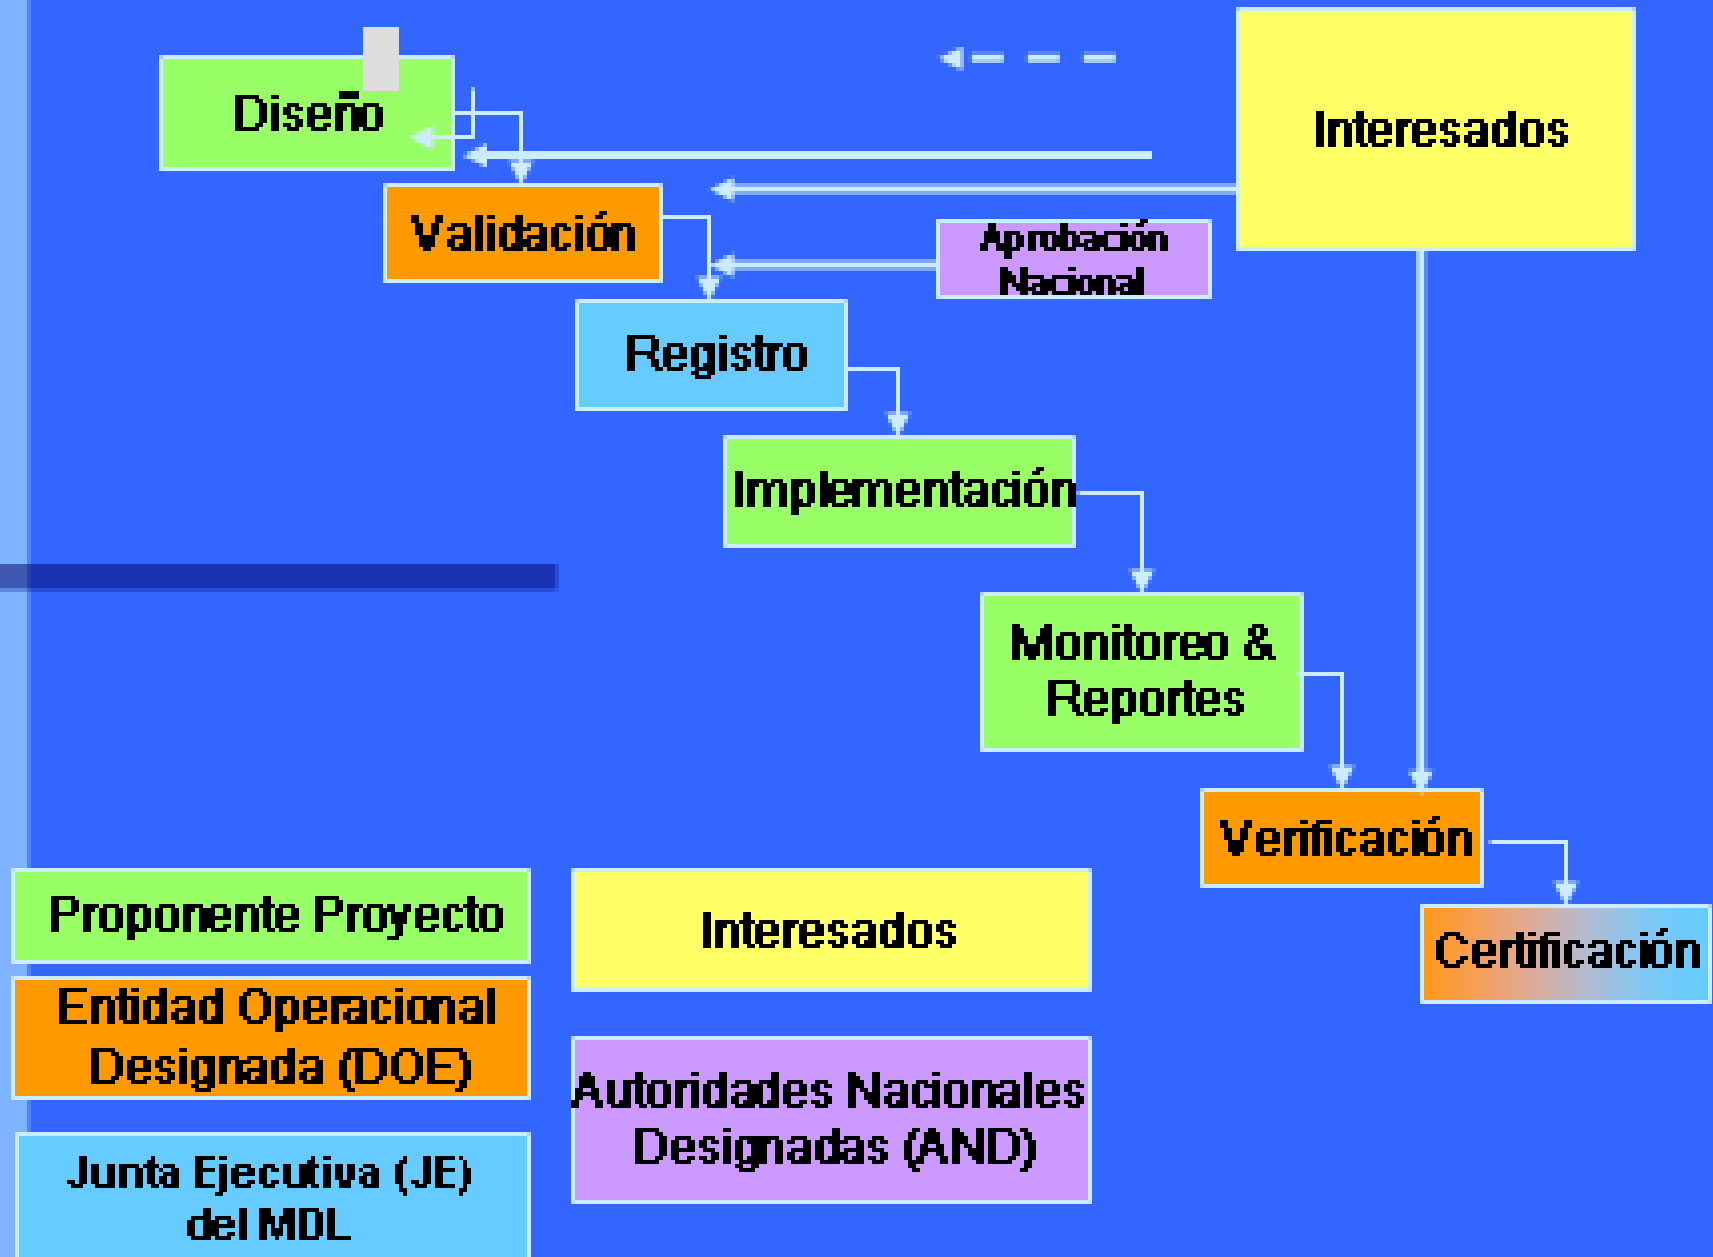 Diseño
Interesados
Validación
Aprobación
Nacional
Registro
Implementación
Monitoreo &
Reportes
Verificación
Certificación
Proponente Proyecto
Entidad Operacional
Designada (DOE)
Junta Ejecutiva (JE)
del MDL
Interesados
Autoridades Nacionales
Designadas (AND)